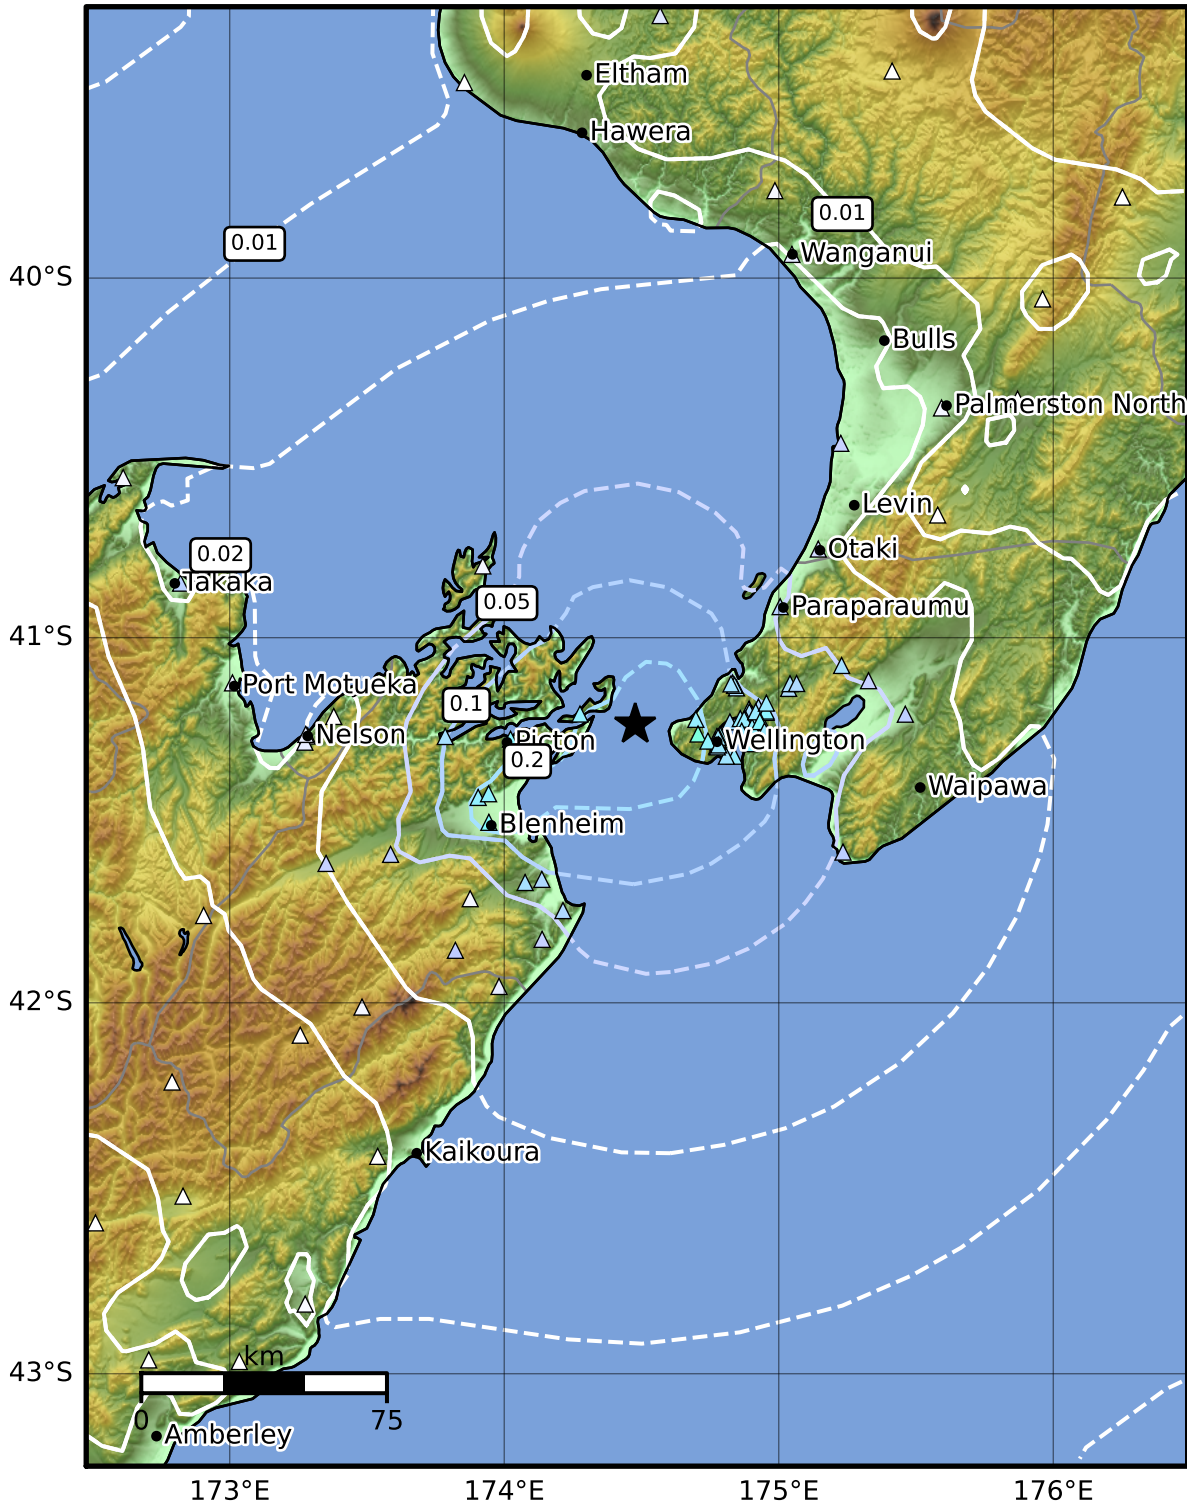 Eltham
Hawera
0.01
0.01
Wanganui
40°S
Bulls
Palmerston North
Levin
Otaki
0.02
Takaka
0.05
Paraparaumu
41°S
Port Motueka
0.1
Nelson
Picton
Wellington
0.2
Waipawa
Blenheim
42°S
Kaikoura
km
43°S
0
75
Amberley
173°E
174°E
175°E
176°E